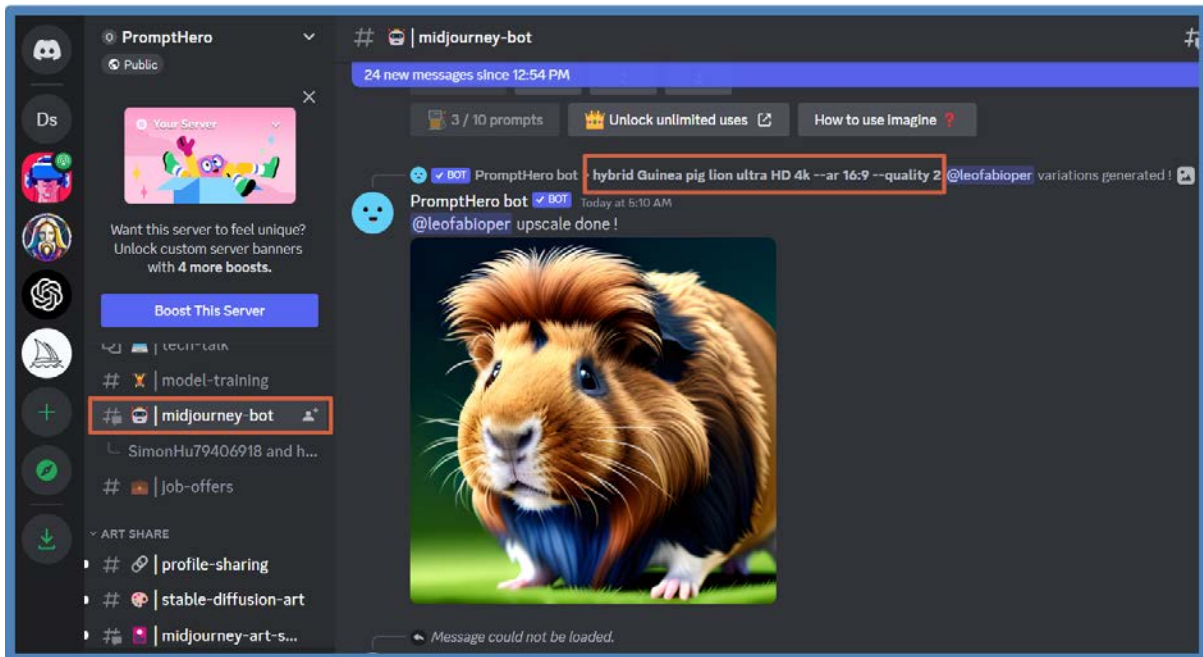 PromptHero
Public
Ds
Your Server
Want this server to feel unique?
Unlock custom server banners
with 4 more boosts.
Boost This Server
| tech-talk
# | model-training
# | midjourney-bot
SimonHu79406918 and h...
# | job-offers
ART SHARE
# | profile-sharing
# | stable-diffusion-art
# | midjourney-art-s...
# | midjourney-bot
24 new messages since 12:54 PM
3 / 10 prompts
Unlock unlimited uses
How to use imagine ?
✓ BOT PromptHero bot hybrid Guinea pig lion ultra HD 4k --ar 16:9 --quality 2 @leofabioper variations generated !
PromptHero bot ✓ BOT Today at 5:10 AM
@leofabioper upscale done !
Message could not be loaded.